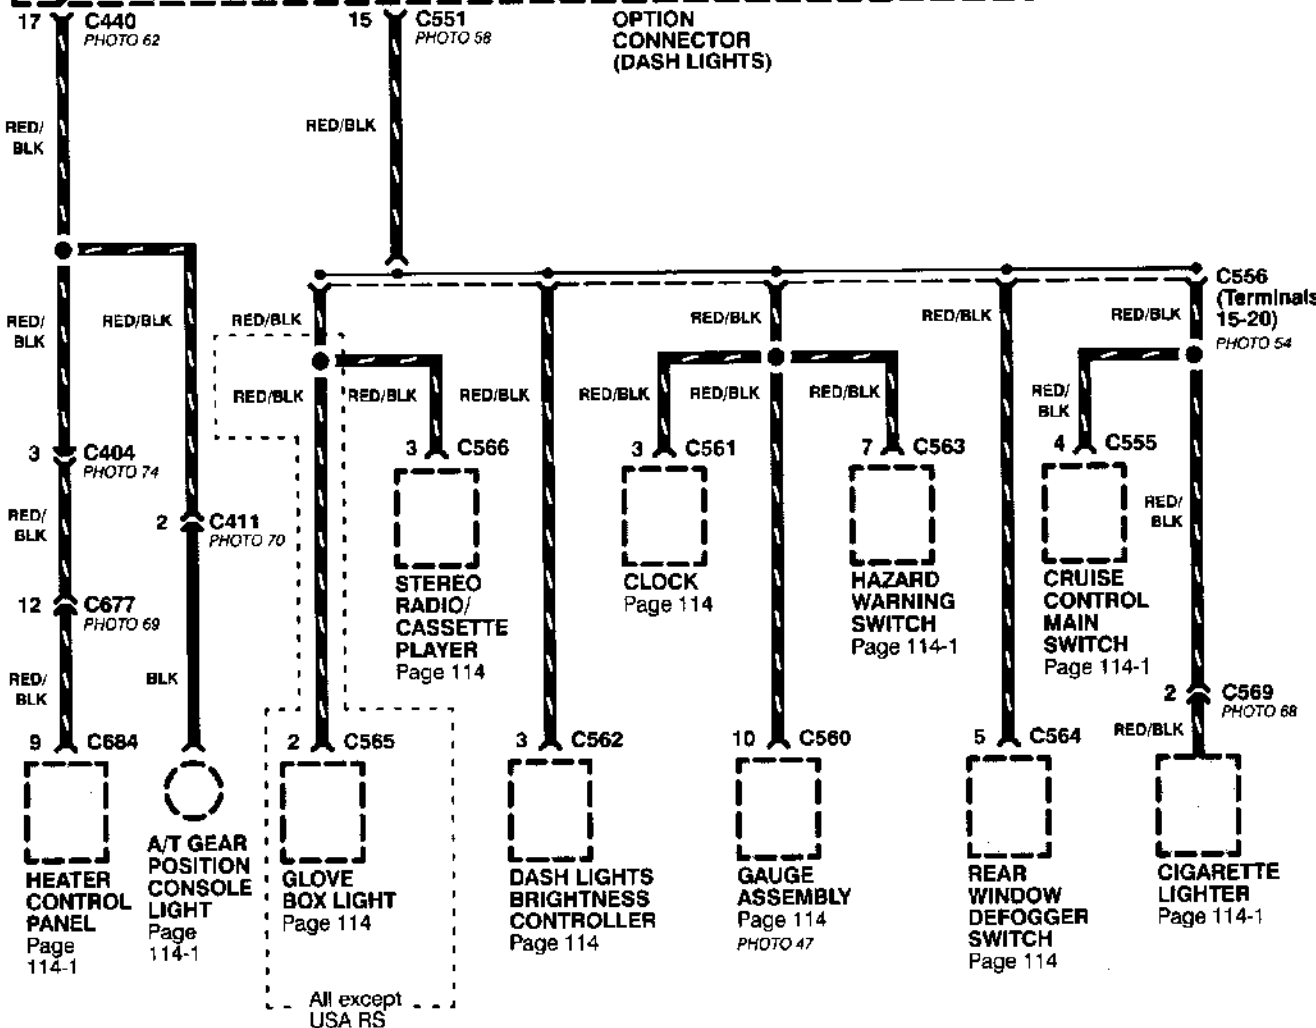 17 C440
PHOTO 62
15 C551
PHOTO 58
OPTION
CONNECTOR
(DASH LIGHTS)
RED/
BLK
RED/BLK
C556
(Terminals
15-20)
PHOTO 54
RED/
BLK
RED/BLK
RED/BLK
RED/BLK
RED/BLK
RED/BLK
RED/BLK
RED/BLK
RED/BLK
RED/BLK
RED/BLK
RED/BLK
RED/
BLK
3 C404
PHOTO 74
3 C566
3 C561
7 C563
4 C555
RED/
BLK
2 C411
PHOTO 70
RED/
BLK
STEREO
RADIO/
CASSETTE
PLAYER
Page 114
CLOCK
Page 114
HAZARD
WARNING
SWITCH
Page 114-1
CRUISE
CONTROL
MAIN
SWITCH
Page 114-1
12 C677
PHOTO 69
RED/
BLK
BLK
2 C569
PHOTO 68
RED/BLK
9 C684
2 C565
3 C562
10 C560
5 C564
HEATER
CONTROL
PANEL
Page
114-1
A/T GEAR
POSITION
CONSOLE
LIGHT
Page
114-1
GLOVE
BOX LIGHT
Page 114
DASH LIGHTS
BRIGHTNESS
CONTROLLER
Page 114
GAUGE
ASSEMBLY
Page 114
PHOTO 47
REAR
WINDOW
DEFOGGER
SWITCH
Page 114
CIGARETTE
LIGHTER
Page 114-1
All except
USA RS